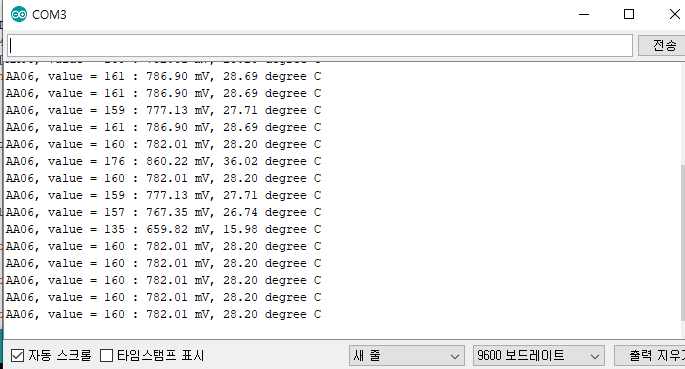 COM3
전송
AA06, value = 161 : 786.90 mV, 28.69 degree C
AA06, value = 161 : 786.90 mV, 28.69 degree C
AA06, value = 159 : 777.13 mV, 27.71 degree C
AA06, value = 161 : 786.90 mV, 28.69 degree C
AA06, value = 160 : 782.01 mV, 28.20 degree C
AA06, value = 176 : 860.22 mV, 36.02 degree C
AA06, value = 160 : 782.01 mV, 28.20 degree C
AA06, value = 159 : 777.13 mV, 27.71 degree C
AA06, value = 157 : 767.35 mV, 26.74 degree C
AA06, value = 135 : 659.82 mV, 15.98 degree C
AA06, value = 160 : 782.01 mV, 28.20 degree C
AA06, value = 160 : 782.01 mV, 28.20 degree C
AA06, value = 160 : 782.01 mV, 28.20 degree C
AA06, value = 160 : 782.01 mV, 28.20 degree C
AA06, value = 160 : 782.01 mV, 28.20 degree C
자동 스크롤 타임스탬프 표시 새 줄 9600 보드레이트 출력 지우